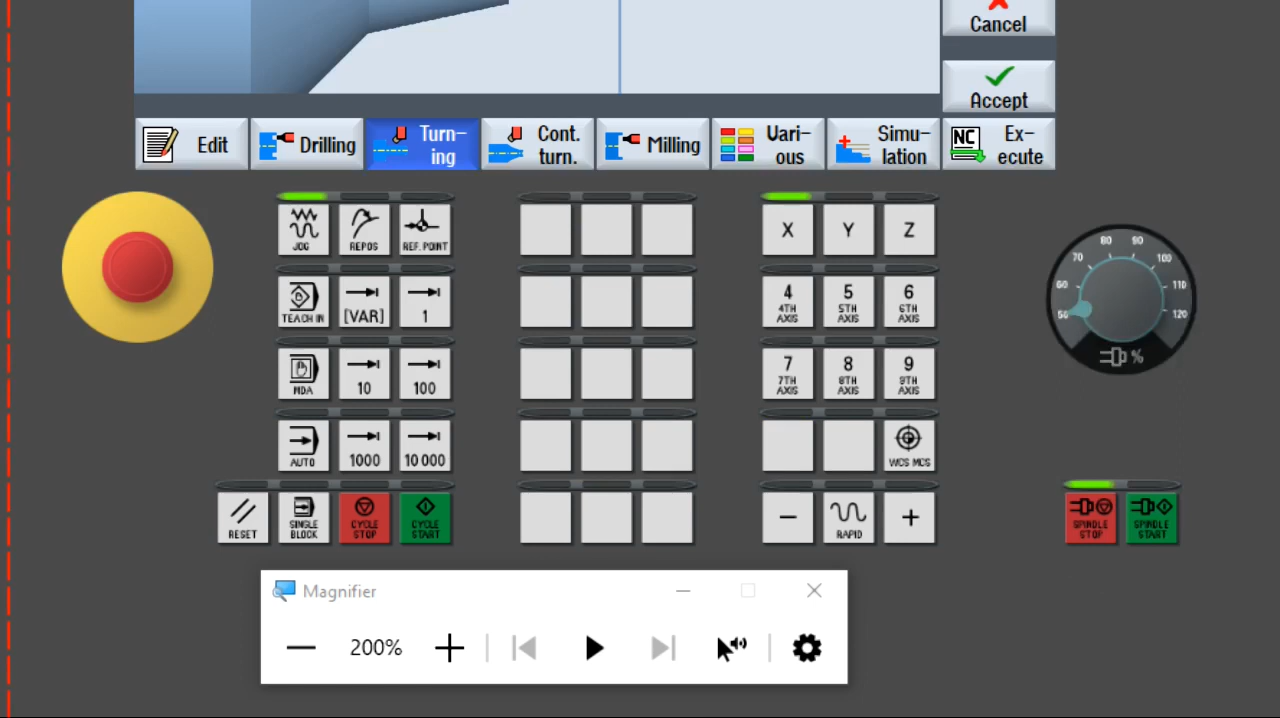 Cancel
Accept
Edit
Drilling
Turn-
ing
Cont.
turn.
Milling
Vari-
ous
Simu-
lation
NC
Ex-
ecute
JOG
REPOS
REF. POINT
X
Y
Z
TEACH IN
[VAR]
1
4
4TH
AXIS
5
5TH
AXIS
6
6TH
AXIS
MDA
10
100
7
7TH
AXIS
8
8TH
AXIS
9
9TH
AXIS
AUTO
1000
10 000
WCS MCS
RESET
SINGLE
BLOCK
CYCLE
STOP
CYCLE
START
−
RAPID
+
50
60
70
80
90
100
110
120
%
SPINDLE
STOP
SPINDLE
START
Magnifier
200%